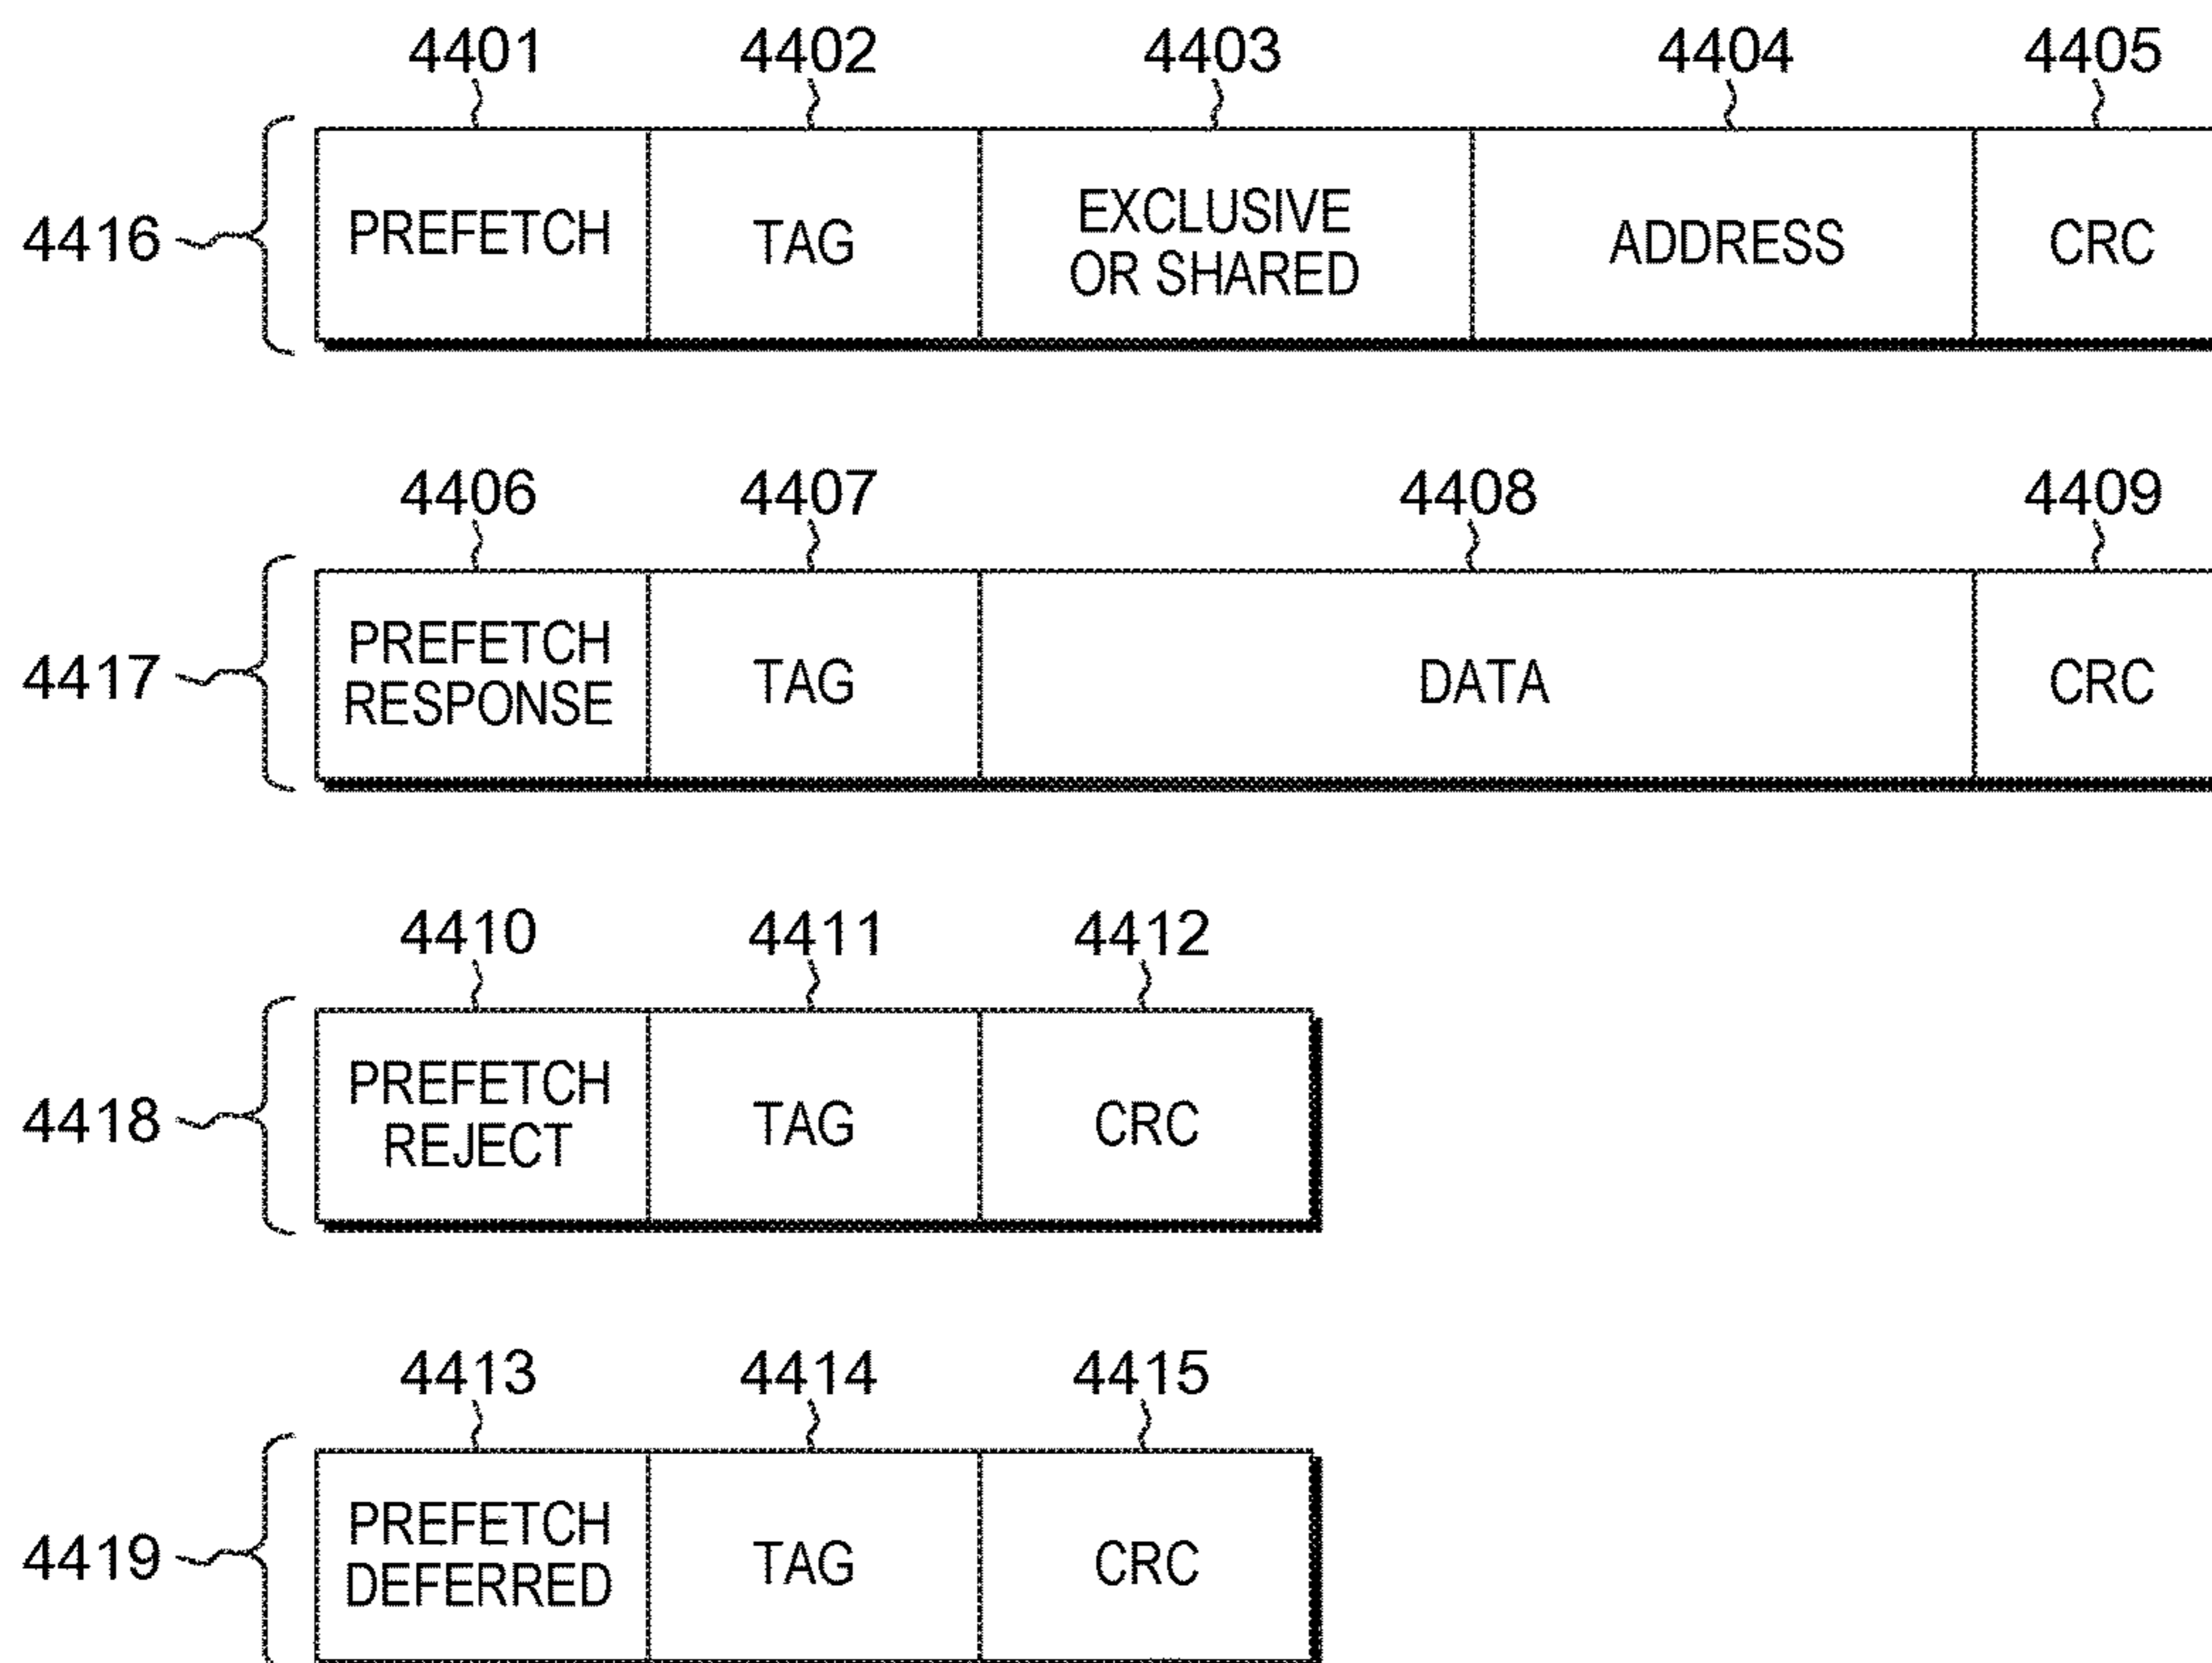 4401 4402 4403 4404 4405
4416 PREFETCH TAG EXCLUSIVE OR SHARED ADDRESS CRC
4406 4407 4408 4409
4417 PREFETCH RESPONSE TAG DATA CRC
4410 4411 4412
4418 PREFETCH REJECT TAG CRC
4413 4414 4415
4419 PREFETCH DEFERRED TAG CRC